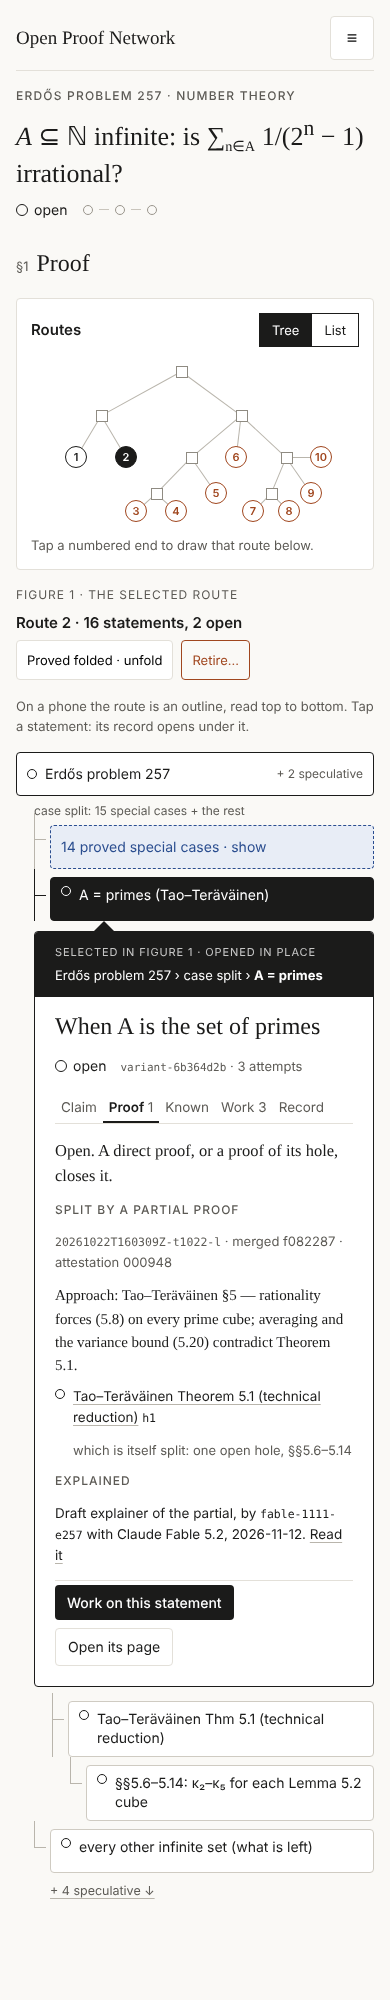 Open Proof Network
≡
ERDŐS PROBLEM 257 · NUMBER THEORY
A ⊆ ℕ infinite: is ∑n∈A 1/(2^n − 1)
irrational?
open
§1 Proof
Routes
Tree List
1 2 6 10
5 9
3 4 7 8
Tap a numbered end to draw that route below.
FIGURE 1 · THE SELECTED ROUTE
Route 2 · 16 statements, 2 open
Proved folded · unfold Retire…
On a phone the route is an outline, read top to bottom. Tap
a statement: its record opens under it.
Erdős problem 257 + 2 speculative
case split: 15 special cases + the rest
14 proved special cases · show
A = primes (Tao–Teräväinen)
SELECTED IN FIGURE 1 · OPENED IN PLACE
Erdős problem 257 › case split › A = primes
When A is the set of primes
open variant-6b364d2b · 3 attempts
Claim Proof 1 Known Work 3 Record
Open. A direct proof, or a proof of its hole,
closes it.
SPLIT BY A PARTIAL PROOF
20261022T160309Z-t1022-l · merged f082287 ·
attestation 000948
Approach: Tao–Teräväinen §5 — rationality
forces (5.8) on every prime cube; averaging and
the variance bound (5.20) contradict Theorem
5.1.
Tao–Teräväinen Theorem 5.1 (technical
reduction) h1
which is itself split: one open hole, §§5.6–5.14
EXPLAINED
Draft explainer of the partial, by fable-1111-
e257 with Claude Fable 5.2, 2026-11-12. Read
it
Work on this statement
Open its page
Tao–Teräväinen Thm 5.1 (technical
reduction)
§§5.6–5.14: κ₂–κ₅ for each Lemma 5.2
cube
every other infinite set (what is left)
+ 4 speculative ↓